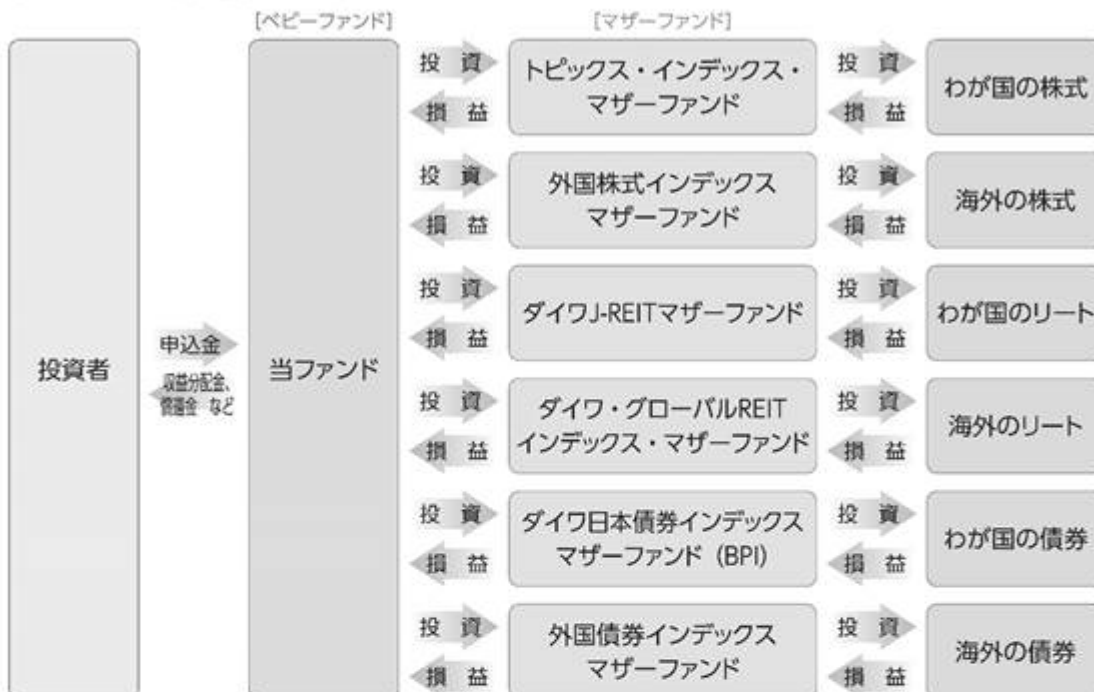 [ベビーファンド]
[マザーファンド]
投資者
申込金
収益分配金、
償還金 など
当ファンド
投 資
損 益
トピックス・インデックス・
マザーファンド
投 資
損 益
わが国の株式
投 資
損 益
外国株式インデックス
マザーファンド
投 資
損 益
海外の株式
投 資
損 益
ダイワJ-REITマザーファンド
投 資
損 益
わが国のリート
投 資
損 益
ダイワ・グローバルREIT
インデックス・マザーファンド
投 資
損 益
海外のリート
投 資
損 益
ダイワ日本債券インデックス
マザーファンド（BPI）
投 資
損 益
わが国の債券
投 資
損 益
外国債券インデックス
マザーファンド
投 資
損 益
海外の債券